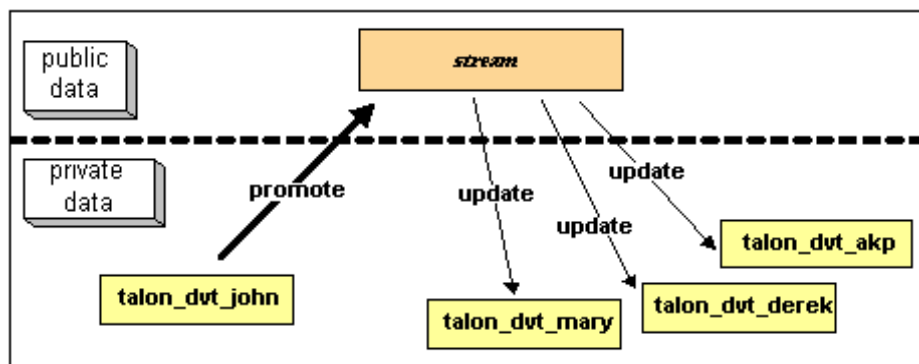 public
data
stream
private
data
promote
update
update
update
talon_dvt_john
talon_dvt_mary
talon_dvt_derek
talon_dvt_akp